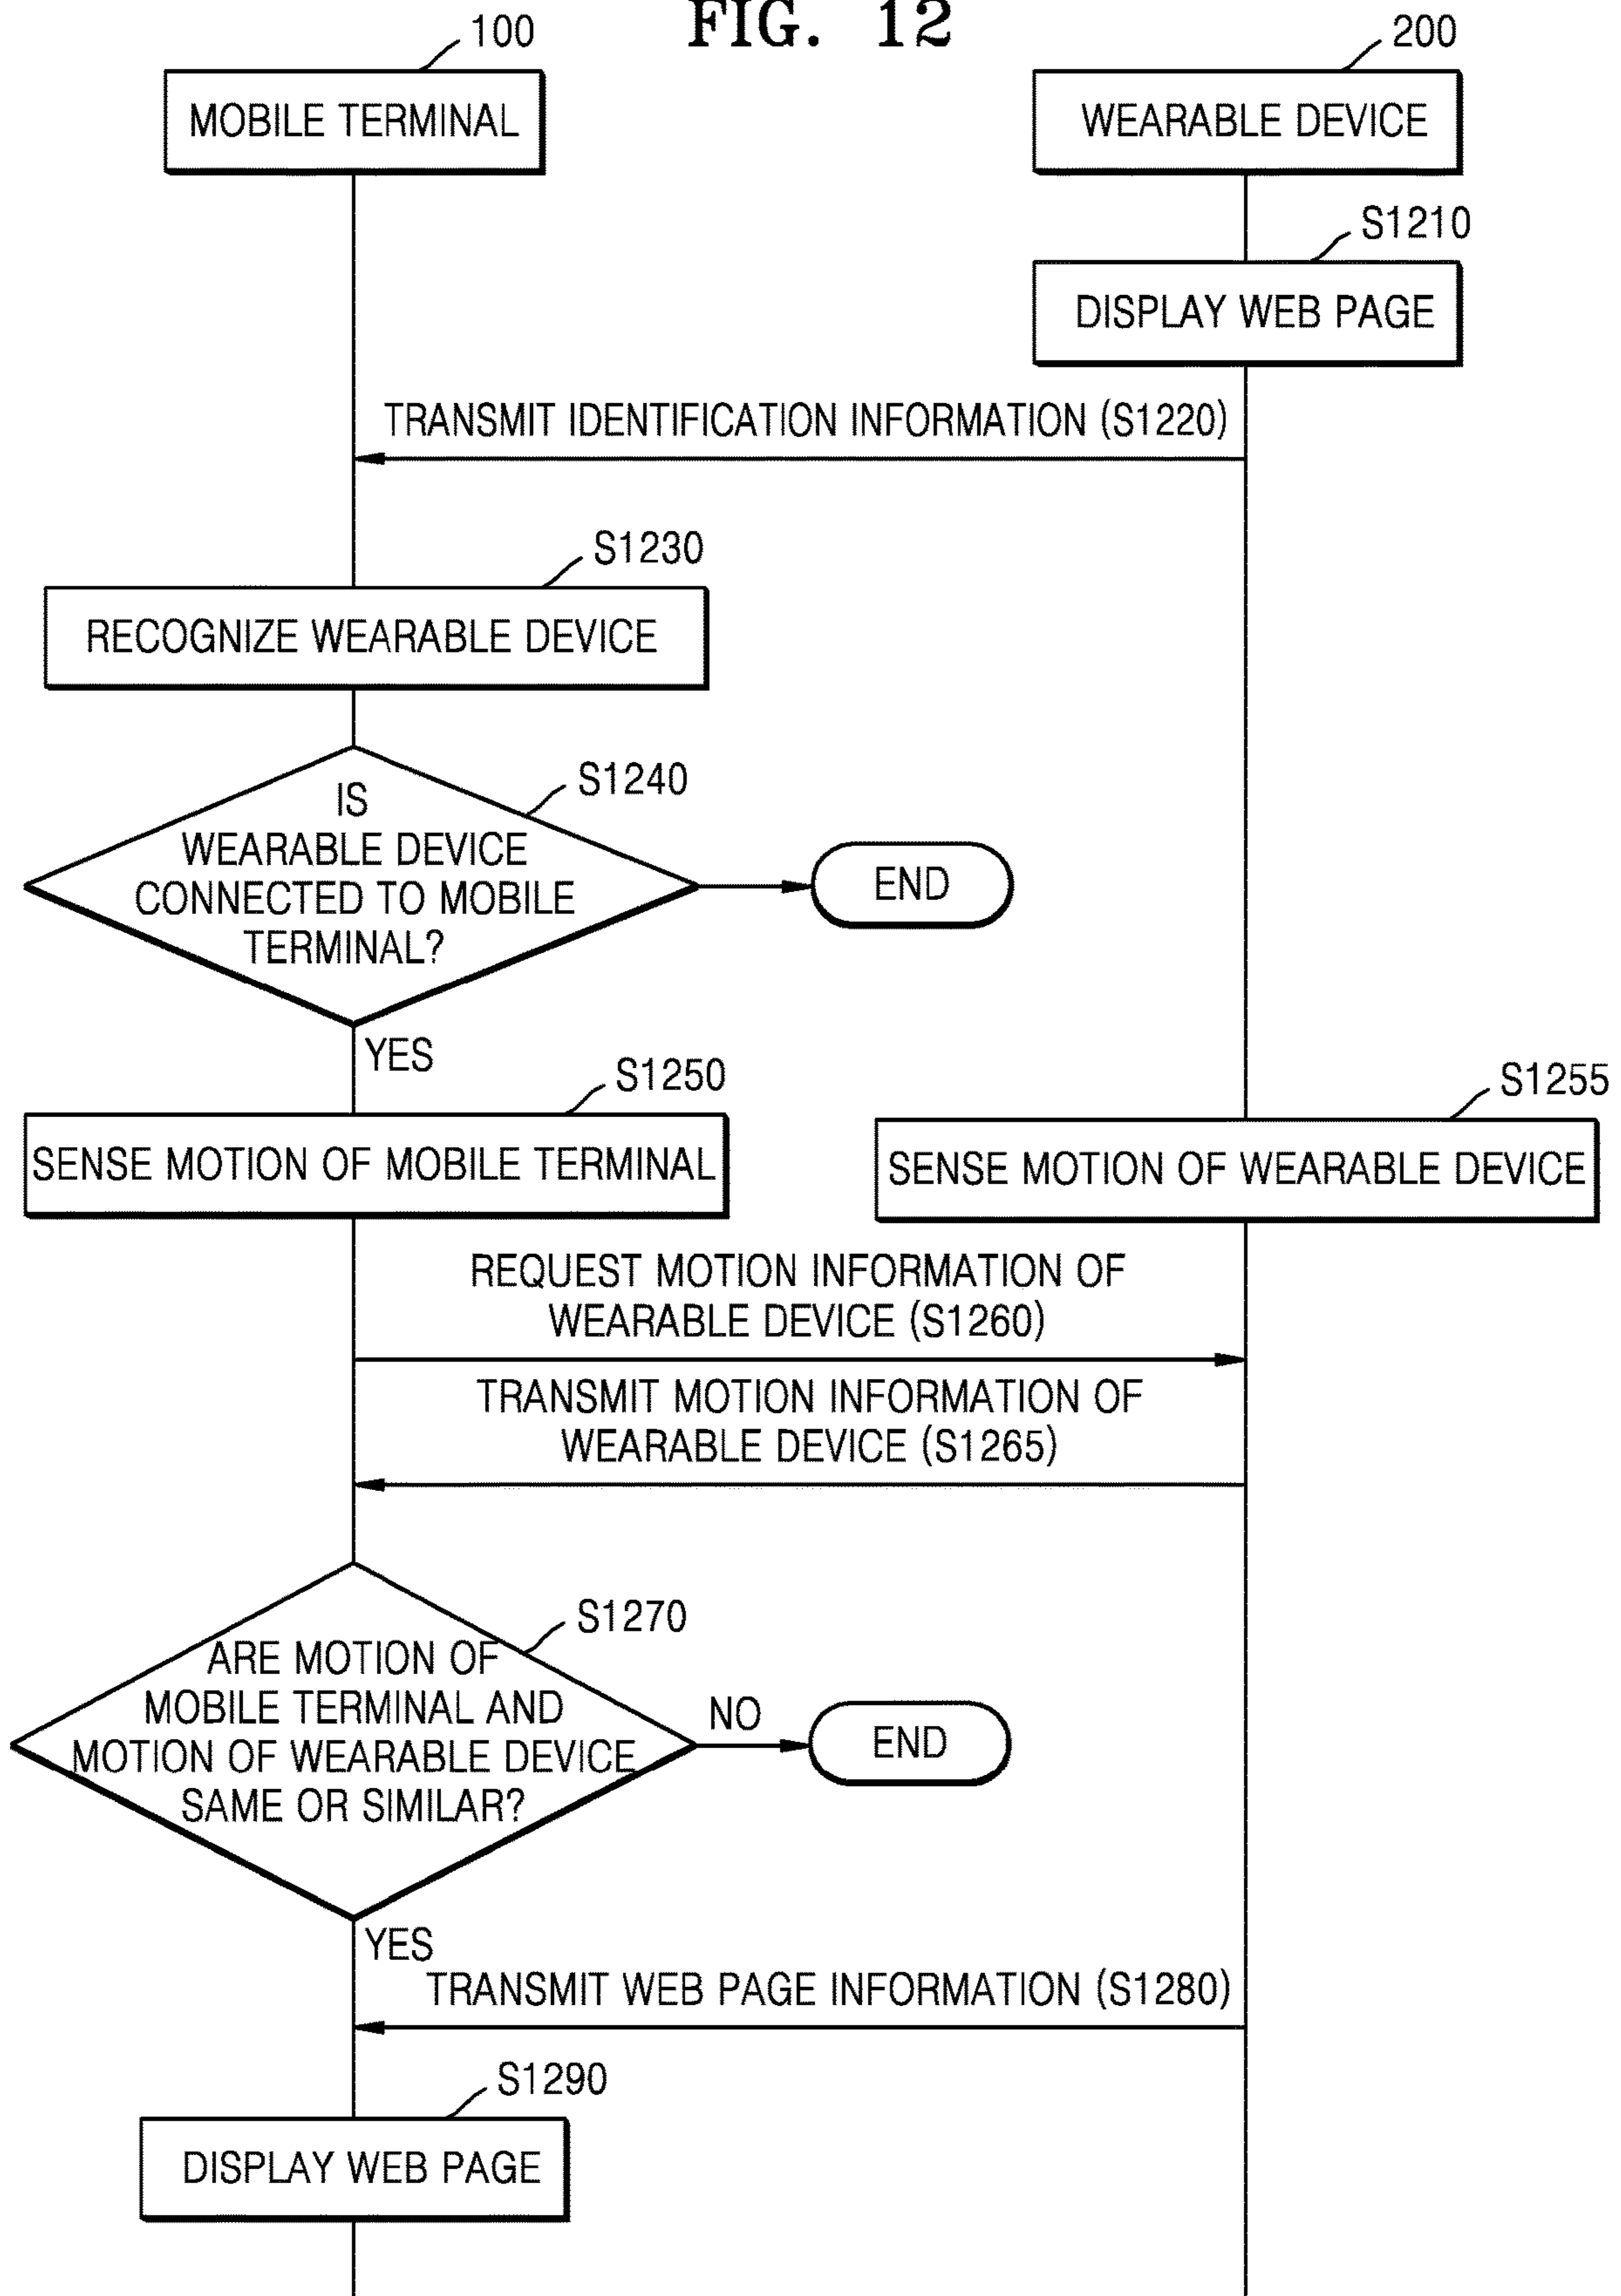 FIG. 12
100
200
MOBILE TERMINAL
WEARABLE DEVICE
S1210
DISPLAY WEB PAGE
TRANSMIT IDENTIFICATION INFORMATION (S1220)
S1230
RECOGNIZE WEARABLE DEVICE
S1240
IS
WEARABLE DEVICE
CONNECTED TO MOBILE
TERMINAL?
END
YES
S1250
S1255
SENSE MOTION OF MOBILE TERMINAL
SENSE MOTION OF WEARABLE DEVICE
REQUEST MOTION INFORMATION OF
WEARABLE DEVICE (S1260)
TRANSMIT MOTION INFORMATION OF
WEARABLE DEVICE (S1265)
S1270
ARE MOTION OF
MOBILE TERMINAL AND
MOTION OF WEARABLE DEVICE
SAME OR SIMILAR?
NO
END
YES
TRANSMIT WEB PAGE INFORMATION (S1280)
S1290
DISPLAY WEB PAGE